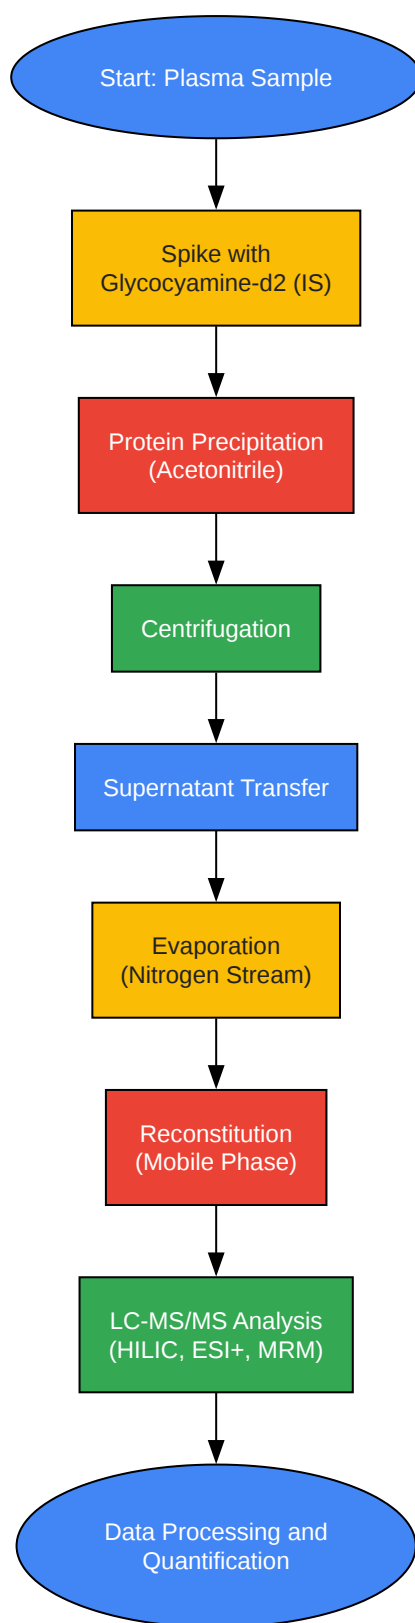 Start: Plasma Sample
Spike with
Glycocyamine-d2 (IS)
Protein Precipitation
(Acetonitrile)
Centrifugation
Supernatant Transfer
Evaporation
(Nitrogen Stream)
Reconstitution
(Mobile Phase)
LC-MS/MS Analysis
(HILIC, ESI+, MRM)
Data Processing and
Quantification